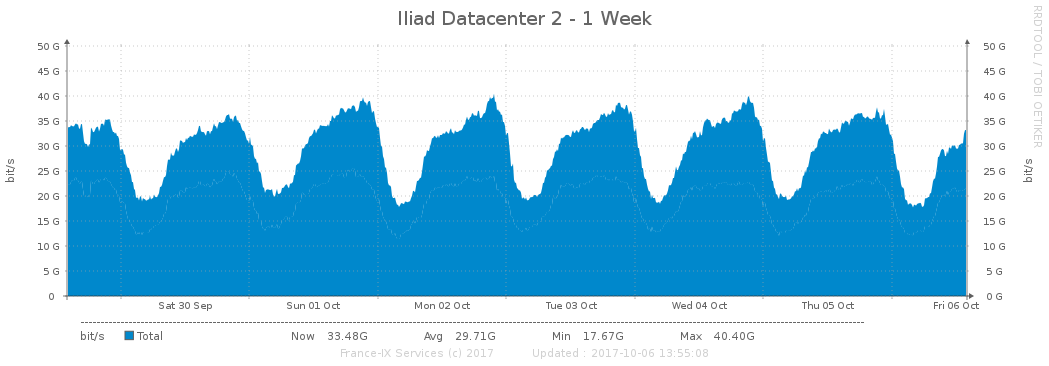 Iliad Datacenter 2 - 1 Week
RRDTOOL / TOBI OETIKER
50 G 50 G
45 G 45 G
40 G 40 G
35 G 35 G
30 G 30 G
25 G 25 G
20 G 20 G
15 G 15 G
10 G 10 G
5 G 5 G
0 0 G
bit/s bit/s
Sat 30 Sep Sun 01 Oct Mon 02 Oct Tue 03 Oct Wed 04 Oct Thu 05 Oct Fri 06 Oct
bit/s Total Now 33.48G Avg 29.71G Min 17.67G Max 40.40G
France-IX Services (c) 2017 Updated : 2017-10-06 13:55:08